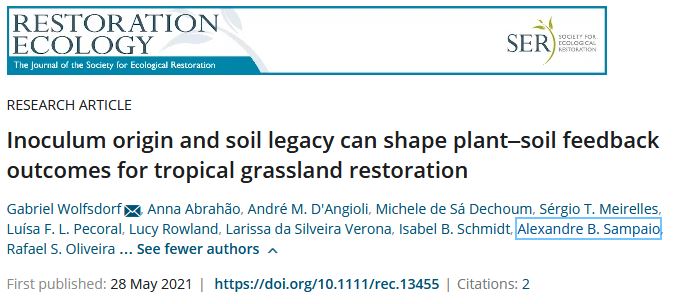 RESTORATION
ECOLOGY
The Journal of the Society for Ecological Restoration
SER
SOCIETY FOR
ECOLOGICAL
RESTORATION
RESEARCH ARTICLE
Inoculum origin and soil legacy can shape plant–soil feedback
outcomes for tropical grassland restoration
Gabriel Wolfsdorf, Anna Abrahão, André M. D'Angioli, Michele de Sá Dechoum, Sérgio T. Meirelles,
Luísa F. L. Pecoral, Lucy Rowland, Larissa da Silveira Verona, Isabel B. Schmidt, Alexandre B. Sampaio,
Rafael S. Oliveira ... See fewer authors
First published: 28 May 2021 | https://doi.org/10.1111/rec.13455 | Citations: 2